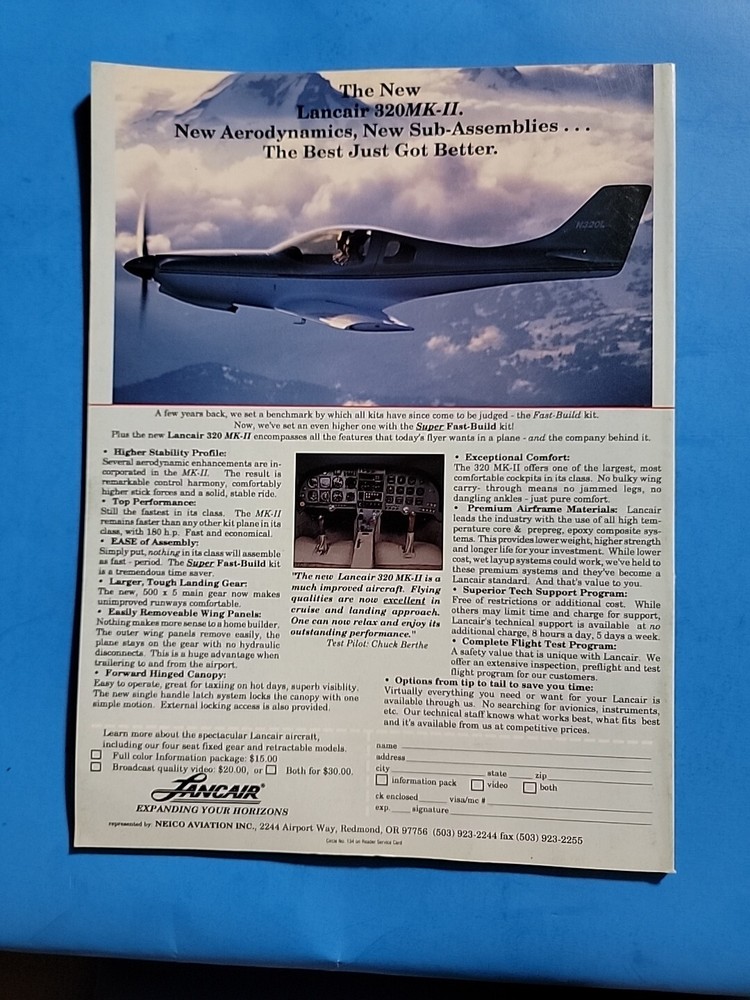 The New
Lancair 320MK-II.
New Aerodynamics, New Sub-Assemblies . . .
The Best Just Got Better.
N320L
A few years back, we set a benchmark by which all kits have since come to be judged - the Fast-Build kit.
Now, we've set an even higher one with the Super Fast-Build kit!
Plus the new Lancair 320 MK-II encompasses all the features that today's flyer wants in a plane - and the company behind it.
• Higher Stability Profile:
Several aerodynamic enhancements are in-
corporated in the MK-II. The result is
remarkable control harmony, comfortably
higher stick forces and a solid, stable ride.
• Top Performance:
Still the fastest in its class. The MK-II
remains faster than any other kit plane in its
class, with 180 h.p. Fast and economical.
• EASE of Assembly:
Simply put, nothing in its class will assemble
as fast - period. The Super Fast-Build kit
is a tremendous time saver.
• Larger, Tough Landing Gear:
The new, 500 x 5 main gear now makes
unimproved runways comfortable.
• Easily Removeable Wing Panels:
Nothing makes more sense to a home builder.
The outer wing panels remove easily, the
plane stays on the gear with no hydraulic
disconnects. This is a huge advantage when
trailering to and from the airport.
• Forward Hinged Canopy:
Easy to operate, great for taxiing on hot days, superb visiblity.
The new single handle latch system locks the canopy with one
simple motion. External locking access is also provided.
"The new Lancair 320 MK-II is a
much improved aircraft. Flying
qualities are now excellent in
cruise and landing approach.
One can now relax and enjoy its
outstanding performance."
Test Pilot: Chuck Berthe
• Exceptional Comfort:
The 320 MK-II offers one of the largest, most
comfortable cockpits in its class. No bulky wing
carry- through means no jammed legs, no
dangling ankles - just pure comfort.
• Premium Airframe Materials: Lancair
leads the industry with the use of all high tem-
perature core & prepreg, epoxy composite sys-
tems. This provides lower weight, higher strength
and longer life for your investment. While lower
cost, wet layup systems could work, we've held to
these premium systems and they've become a
Lancair standard. And that's value to you.
• Superior Tech Support Program:
Free of restrictions or additional cost. While
others may limit time and charge for support,
Lancair's technical support is available at no
additional charge, 8 hours a day, 5 days a week.
• Complete Flight Test Program:
A safety value that is unique with Lancair. We
offer an extensive inspection, preflight and test
flight program for our customers.
• Options from tip to tail to save you time:
Virtually everything you need or want for your Lancair is
available through us. No searching for avionics, instruments,
etc. Our technical staff knows what works best, what fits best
and it's available from us at competitive prices.
Learn more about the spectacular Lancair aircraft,
including our four seat fixed gear and retractable models.
Full color Information package: $15.00
Broadcast quality video: $20.00, or Both for $30.00.
LANCAIR®
EXPANDING YOUR HORIZONS
name
address
city state zip
information pack video both
ck enclosed visa/mc #
exp. signature
represented by: NEICO AVIATION INC., 2244 Airport Way, Redmond, OR 97756 (503) 923-2244 fax (503) 923-2255
Circle No. 134 on Reader Service Card